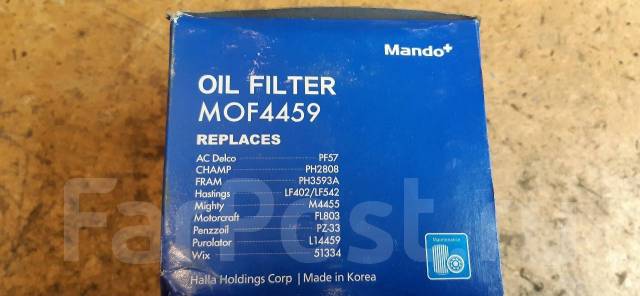 Mando+
OIL FILTER
MOF4459
REPLACES
AC Delco PF57
CHAMP PH2808
FRAM PH3593A
Hastings LF402/LF542
Mighty M4455
Motorcraft FL803
Penzzoil PZ-33
Purolator L14459
Wix 51334
Maintenance
Halla Holdings Corp | Made in Korea
FarPost